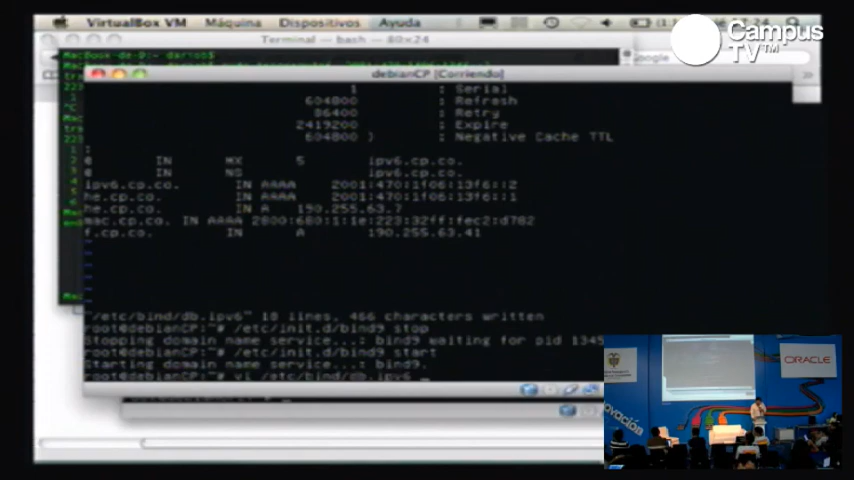 VirtualBox VM Máquina Dispositivos Ayuda
Campus
TV™
Terminal — bash — 80×24
debianCP [Corriendo]
1 ; Serial
604800 ; Refresh
86400 ; Retry
2419200 ; Expire
604800 ) ; Negative Cache TTL
;
@ IN MX 5 ipv6.cp.co.
@ IN NS ipv6.cp.co.
ipv6.cp.co. IN AAAA 2001:470:1f06:13f6::2
he.cp.co. IN AAAA 2001:470:1f06:13f6::1
he.cp.co. IN A 190.255.63.7
mac.cp.co. IN AAAA 2800:680:1:1e:223:32ff:fec2:d782
f.cp.co. IN A 190.255.63.41
~
~
~
~
~
~
"/etc/bind/db.ipv6" 18 lines, 466 characters written
root@debianCP:~# /etc/init.d/bind9 stop
Stopping domain name service...: bind9 waiting for pid 1345
root@debianCP:~# /etc/init.d/bind9 start
Starting domain name service...: bind9.
root@debianCP:~# vi /etc/bind/db.ipv6 _
ORACLE
novación